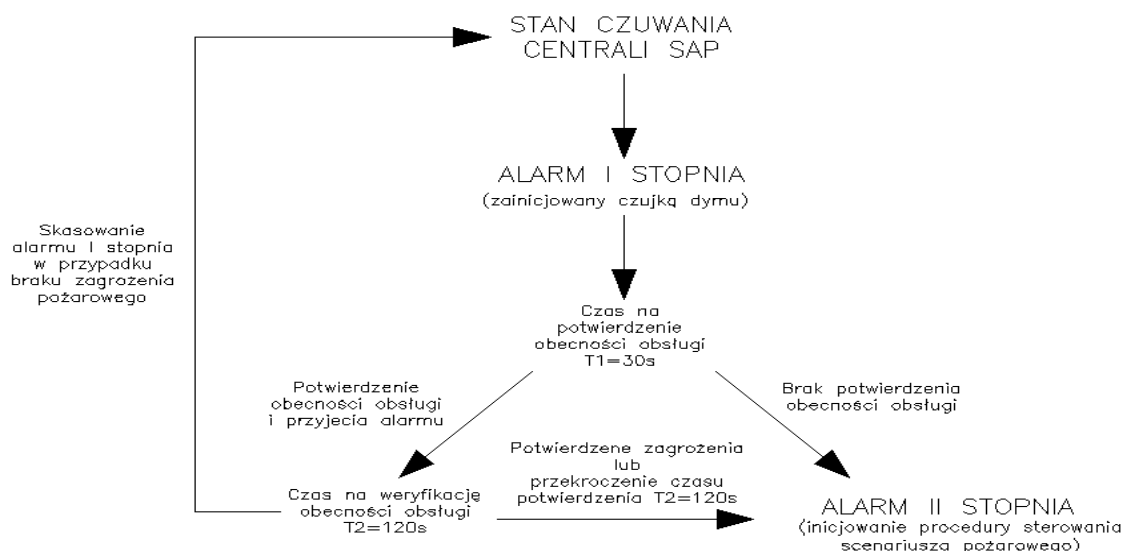 STAN CZUWANIA
CENTRALI SAP
ALARM I STOPNIA
(zainicjowany czujką dymu)
Skasowanie
alarmu I stopnia
w przypadku
braku zagrożenia
pożarowego
Czas na
potwierdzenie
obecności obsługi
T1=30s
Potwierdzenie
obecności obsługi
i przyjecia alarmu
Brak potwierdzenia
obecności obsługi
Potwierdzene zagrożenia
lub
przekroczenie czasu
potwierdzenia T2=120s
Czas na weryfikację
obecności obsługi
T2=120s
ALARM II STOPNIA
(inicjowanie procedury sterowania
scenariusza pożarowego)